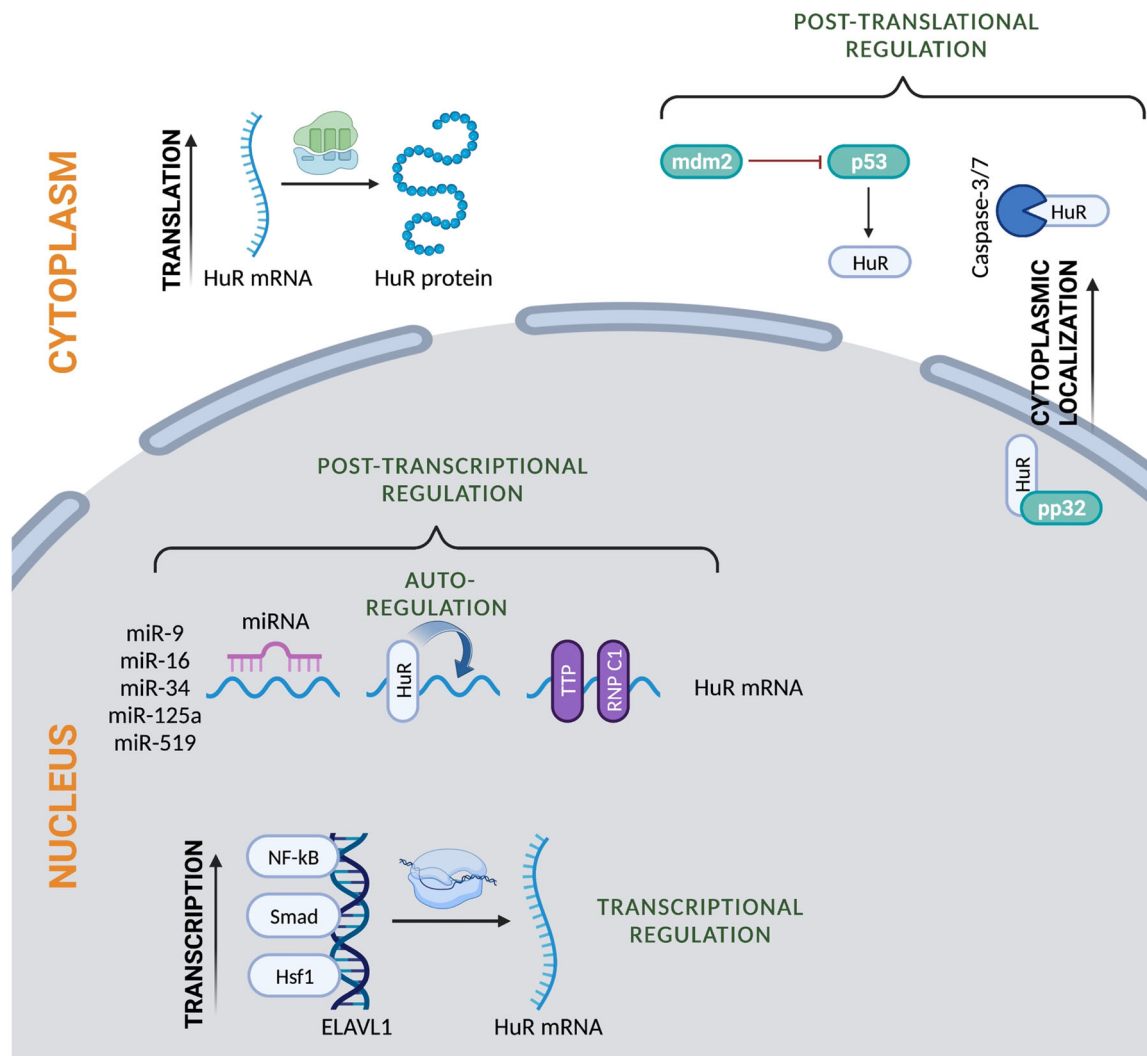 POST-TRANSLATIONAL
REGULATION
CYTOPLASM
TRANSLATION
HuR mRNA
HuR protein
mdm2
p53
HuR
Caspase-3/7
HuR
CYTOPLASMIC
LOCALIZATION
HuR
pp32
POST-TRANSCRIPTIONAL
REGULATION
AUTO-
REGULATION
miR-9
miR-16
miR-34
miR-125a
miR-519
miRNA
HuR
TTP
RNP C1
HuR mRNA
NUCLEUS
TRANSCRIPTION
NF-kB
Smad
Hsf1
ELAVL1
HuR mRNA
TRANSCRIPTIONAL
REGULATION